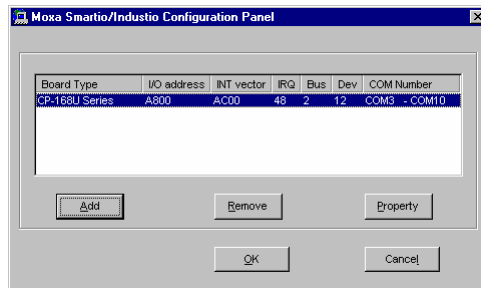 Moxa Smartio/Industio Configuration Panel
Board Type I/O address INT vector IRQ Bus Dev COM Number
CP-168U Series A800 AC00 48 2 12 COM3 - COM10
Add Remove Property
OK Cancel